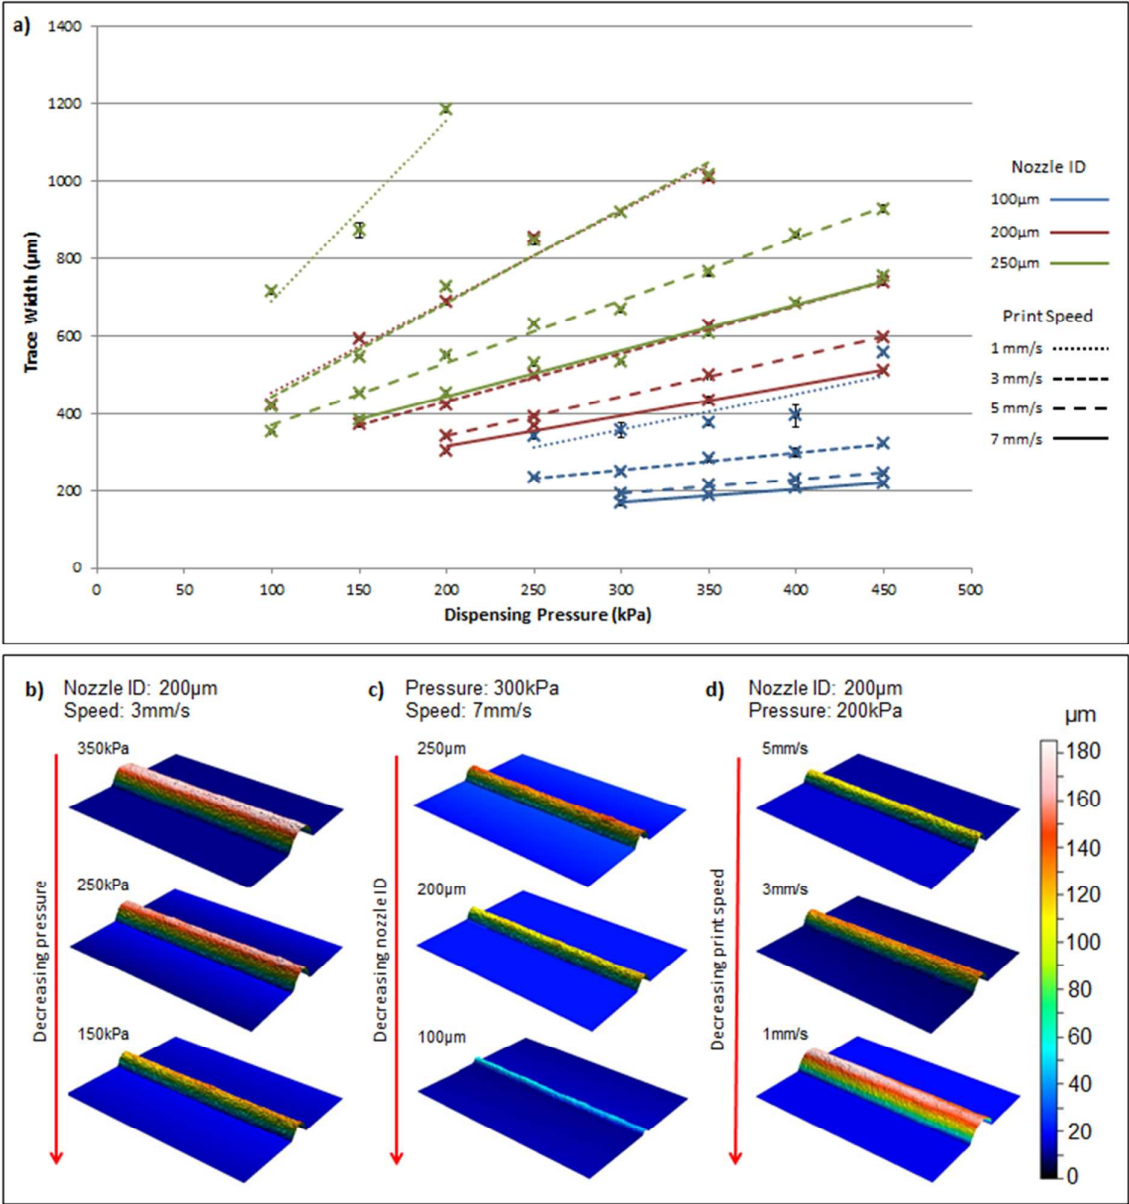 a)
1400
1200
1000
800
600
400
200
0
Trace Width (µm)
0 50 100 150 200 250 300 350 400 450 500
Dispensing Pressure (kPa)
Nozzle ID
100µm
200µm
250µm
Print Speed
1 mm/s
3 mm/s
5 mm/s
7 mm/s
b) Nozzle ID: 200µm
Speed: 3mm/s
Decreasing pressure
350kPa
250kPa
150kPa
c) Pressure: 300kPa
Speed: 7mm/s
Decreasing nozzle ID
250µm
200µm
100µm
d) Nozzle ID: 200µm
Pressure: 200kPa
Decreasing print speed
5mm/s
3mm/s
1mm/s
µm
180
160
140
120
100
80
60
40
20
0